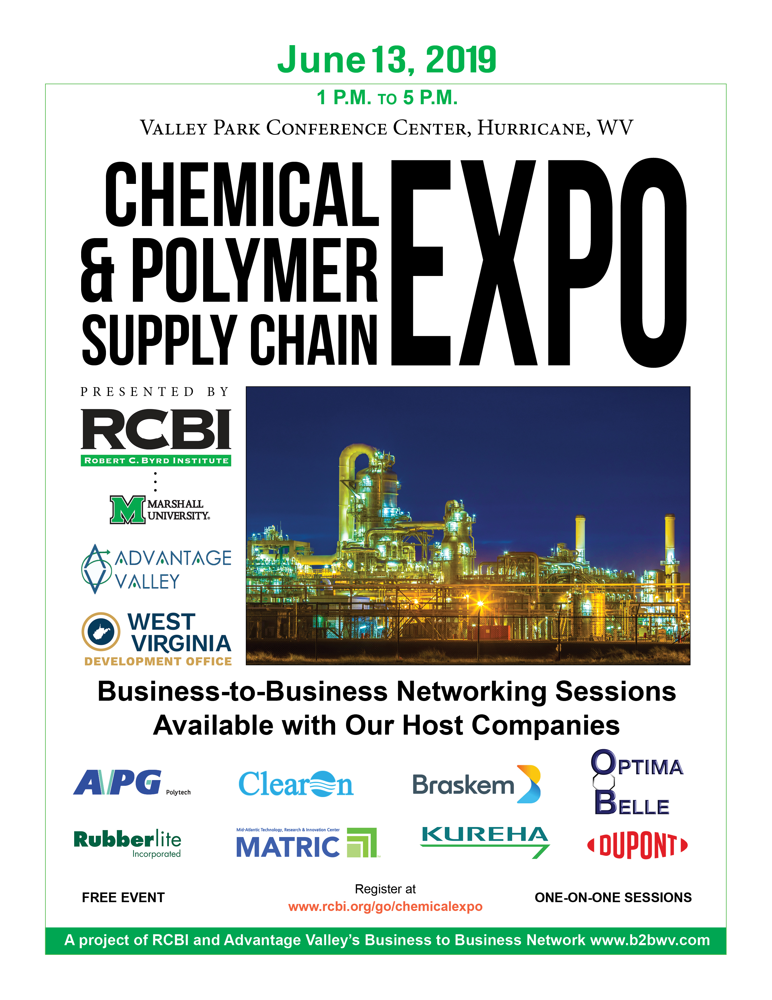 June 13, 2019
1 P.M. TO 5 P.M.
VALLEY PARK CONFERENCE CENTER, HURRICANE, WV
CHEMICAL
& POLYMER
SUPPLY CHAIN
EXPO
PRESENTED BY
RCBI
ROBERT C. BYRD INSTITUTE
M MARSHALL
UNIVERSITY®
ADVANTAGE
VALLEY
WEST
VIRGINIA
DEVELOPMENT OFFICE
Business-to-Business Networking Sessions
Available with Our Host Companies
APG Polytech
ClearOn
Braskem
OPTIMA
BELLE
Rubberlite
Incorporated
Mid-Atlantic Technology, Research & Innovation Center
MATRIC TM
KUREHA
DUPONT
FREE EVENT
Register at
www.rcbi.org/go/chemicalexpo
ONE-ON-ONE SESSIONS
A project of RCBI and Advantage Valley’s Business to Business Network www.b2bwv.com